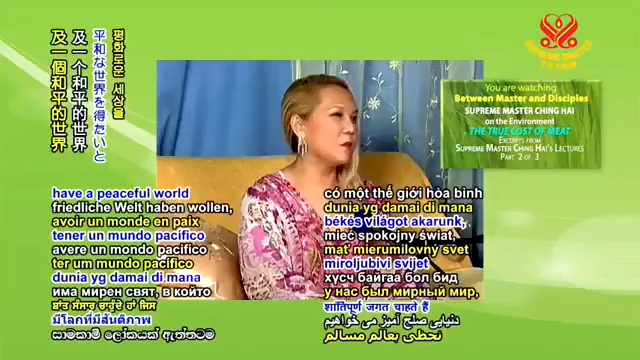 평화로운 세상을
平和な世界を得たいと
及一个和平的世界
及一個和平的世界
SUPREME MASTER
You are watching
Between Master and Disciples
SUPREME MASTER CHING HAI
on the Environment
THE TRUE COST OF MEAT
EXCERPTS FROM
SUPREME MASTER CHING HAI'S LECTURES
PART 2 OF 3
have a peaceful world
friedliche Welt haben wollen,
avoir un monde en paix
tener un mundo pacífico
avere un mondo pacifico
ter um mundo pacífico
dunia yg damai di mana
има мирен свят, в който
ਬਾਂਤ ਸੰਸਾਰ ਚਾਹੁੰਦੇ ਹਾਂ ਜਿਸ
มีโลกที่มีสันติภาพ
සාමකාමී ලෝකයක් ඇත්තටම
có một thế giới hòa bình
dunia yg damai di mana
békés világot akarunk,
mieć spokojny świat,
mať mierumilovný svet
miroljubivi svijet
хүсч байгаа бол бид
у нас был мирный мир,
शांतिपूर्ण जगत चाहते हैं
دنیایی صلح آمیز می خواهیم
نحظى بعالم مسالم